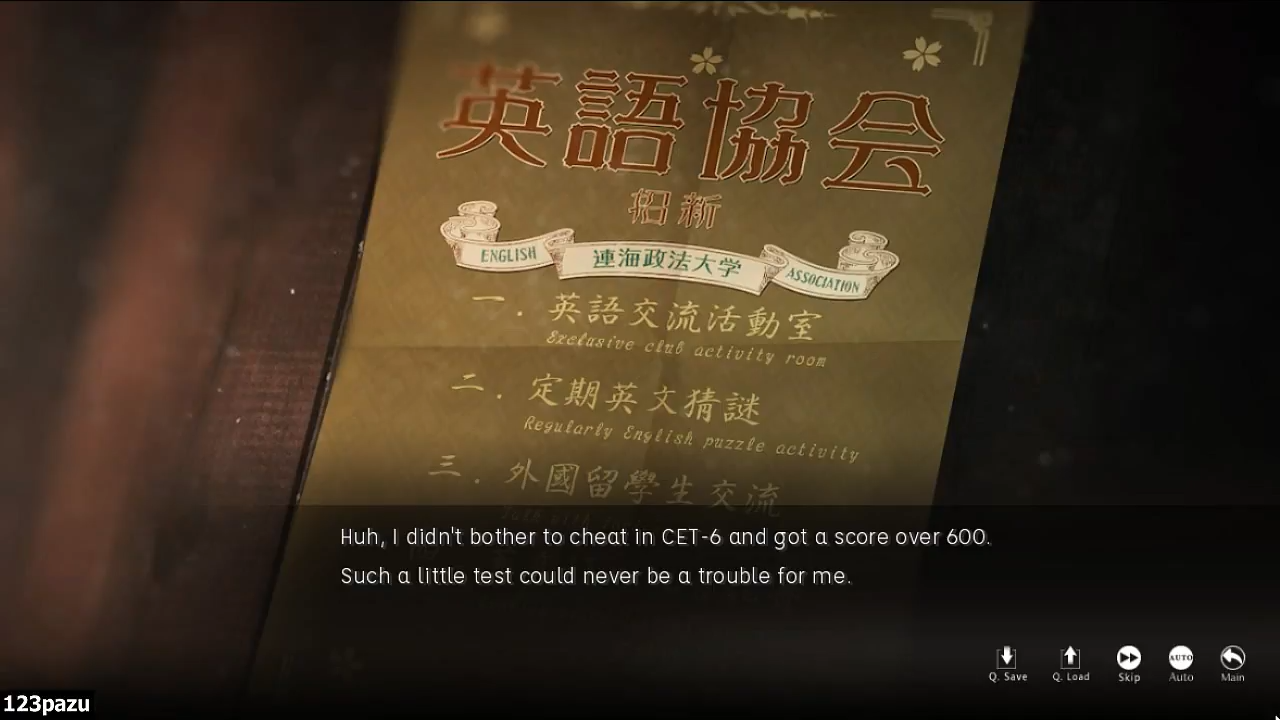 英語協会
招新
ENGLISH 連海政法大学 ASSOCIATION
一. 英語交流活動室
Exclusive club activity room
二. 定期英文猜謎
Regularly English puzzle activity
三. 外國留學生交流
Huh, I didn't bother to cheat in CET-6 and got a score over 600.
Such a little test could never be a trouble for me.
Q. Save Q. Load Skip AUTO Auto Main
123pazu